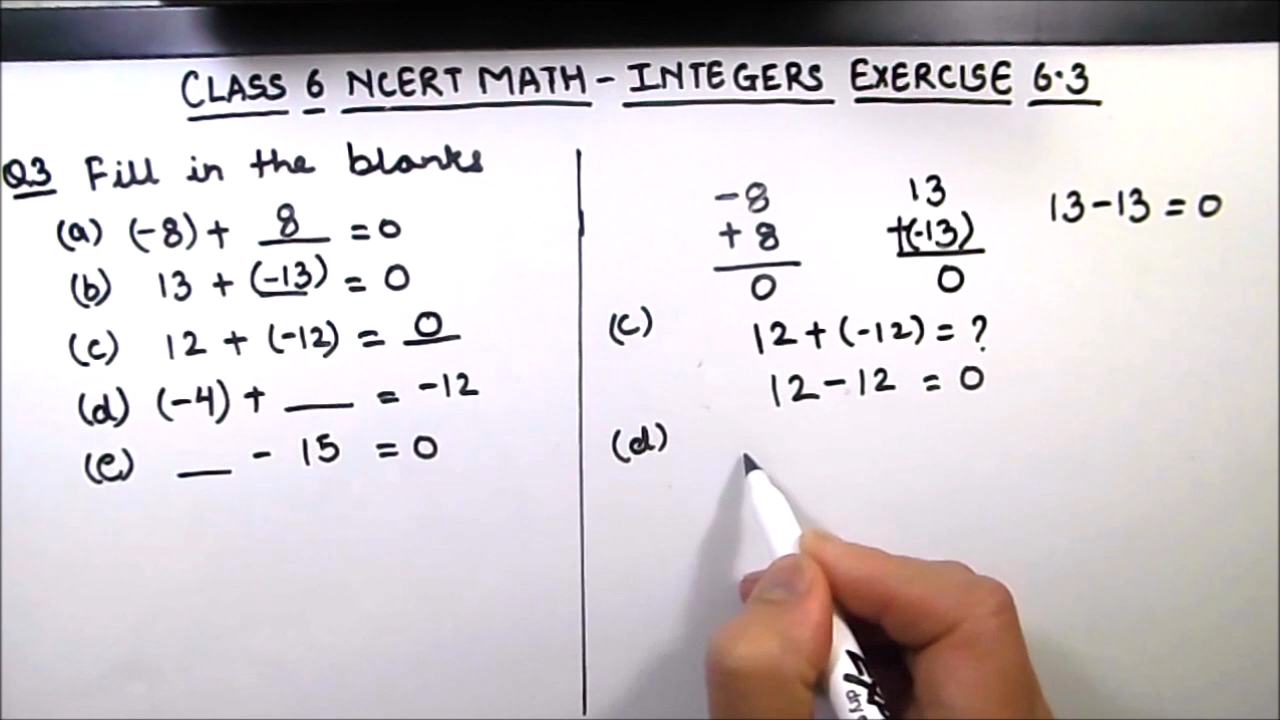 CLASS 6 NCERT MATH - INTEGERS EXERCISE 6.3
Q3 Fill in the blanks
(a) (-8) + 8 = 0
(b) 13 + (-13) = 0
(c) 12 + (-12) = 0
(d) (-4) + __ = -12
(e) __ - 15 = 0
-8
+ 8
0
13
+(-13)
0
13-13 = 0
(c) 12 + (-12) = ?
12 - 12 = 0
(d)